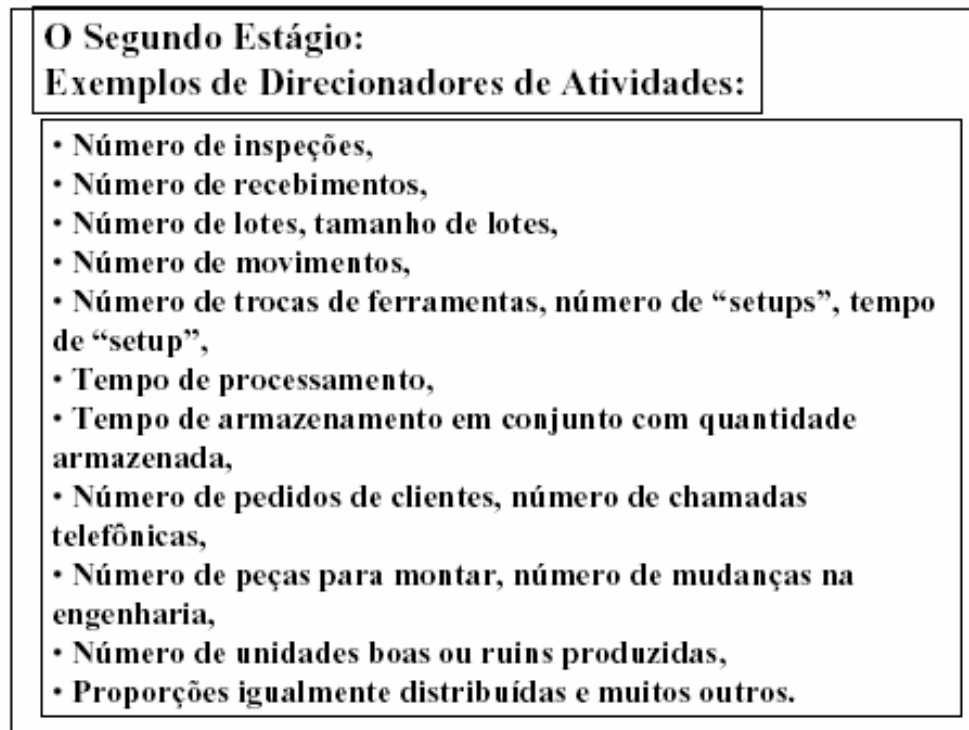 O Segundo Estágio:
Exemplos de Direcionadores de Atividades:
• Número de inspeções,
• Número de recebimentos,
• Número de lotes, tamanho de lotes,
• Número de movimentos,
• Número de trocas de ferramentas, número de “setups”, tempo
de “setup”,
• Tempo de processamento,
• Tempo de armazenamento em conjunto com quantidade
armazenada,
• Número de pedidos de clientes, número de chamadas
telefônicas,
• Número de peças para montar, número de mudanças na
engenharia,
• Número de unidades boas ou ruins produzidas,
• Proporções igualmente distribuídas e muitos outros.